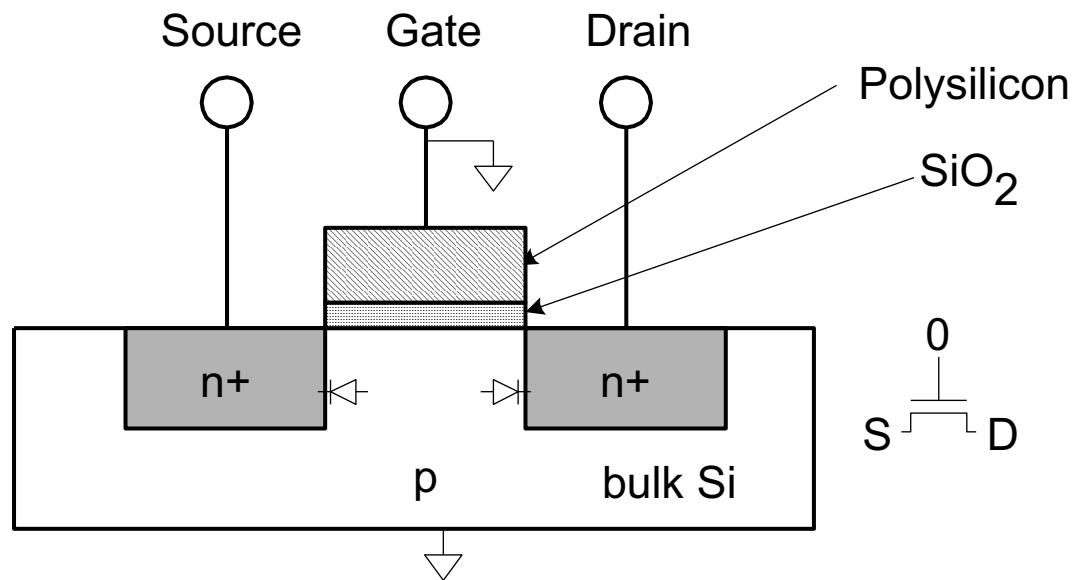 Source Gate Drain
Polysilicon
SiO2
n+ n+
0
S D
p bulk Si